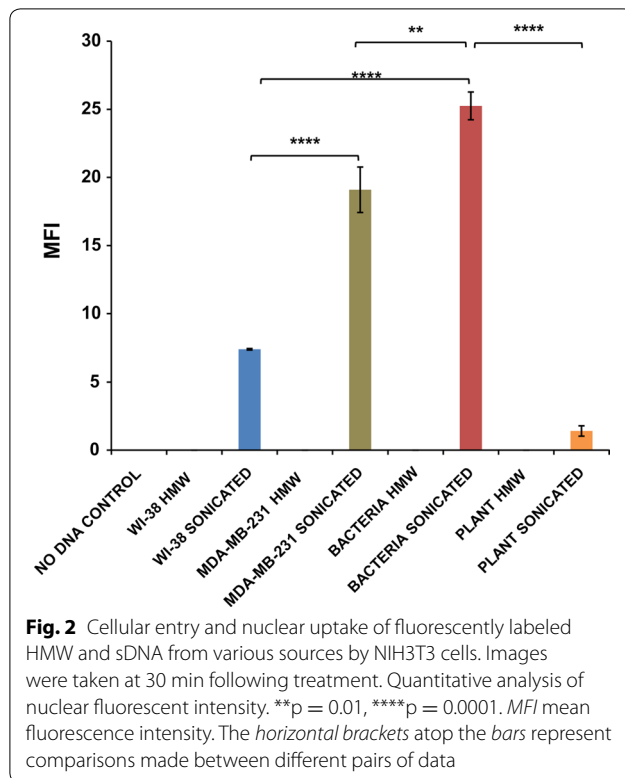 30
25
20
15
10
5
0
MFI
**
****
****
****
NO DNA CONTROL
WI-38 HMW
WI-38 SONICATED
MDA-MB-231 HMW
MDA-MB-231 SONICATED
BACTERIA HMW
BACTERIA SONICATED
PLANT HMW
PLANT SONICATED
Fig. 2 Cellular entry and nuclear uptake of fluorescently labeled
HMW and sDNA from various sources by NIH3T3 cells. Images
were taken at 30 min following treatment. Quantitative analysis of
nuclear fluorescent intensity. **p = 0.01, ****p = 0.0001. MFI mean
fluorescence intensity. The horizontal brackets atop the bars represent
comparisons made between different pairs of data